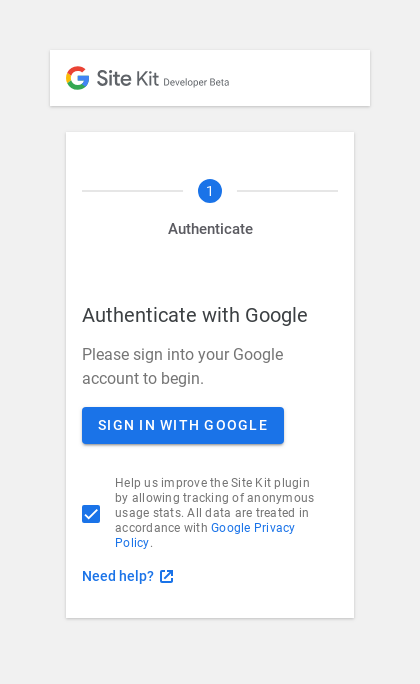 G Site Kit Developer Beta
1
Authenticate
Authenticate with Google
Please sign into your Google
account to begin.
SIGN IN WITH GOOGLE
Help us improve the Site Kit plugin
by allowing tracking of anonymous
usage stats. All data are treated in
accordance with Google Privacy
Policy.
Need help?